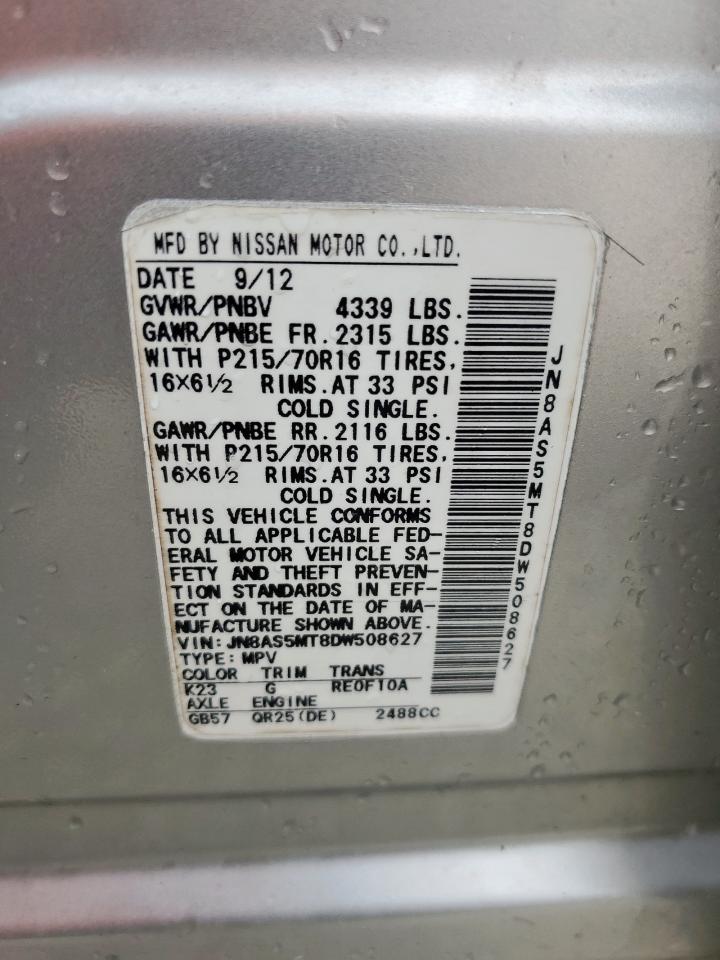 MFD BY NISSAN MOTOR CO.,LTD.
DATE 9/12
GVWR/PNBV 4339 LBS.
GAWR/PNBE FR. 2315 LBS.
WITH P215/70R16 TIRES,
16X6½ RIMS. AT 33 PSI
COLD SINGLE.
GAWR/PNBE RR. 2116 LBS.
WITH P215/70R16 TIRES,
16X6½ RIMS. AT 33 PSI
COLD SINGLE.
THIS VEHICLE CONFORMS
TO ALL APPLICABLE FED-
ERAL MOTOR VEHICLE SA-
FETY AND THEFT PREVEN-
TION STANDARDS IN EFF-
ECT ON THE DATE OF MA-
NUFACTURE SHOWN ABOVE.
VIN: JN8AS5MT8DW508627
TYPE: MPV
COLOR TRIM TRANS
K23 G RE0F10A
AXLE ENGINE
GB57 QR25(DE) 2488CC
JN8AS5MT8DW508627